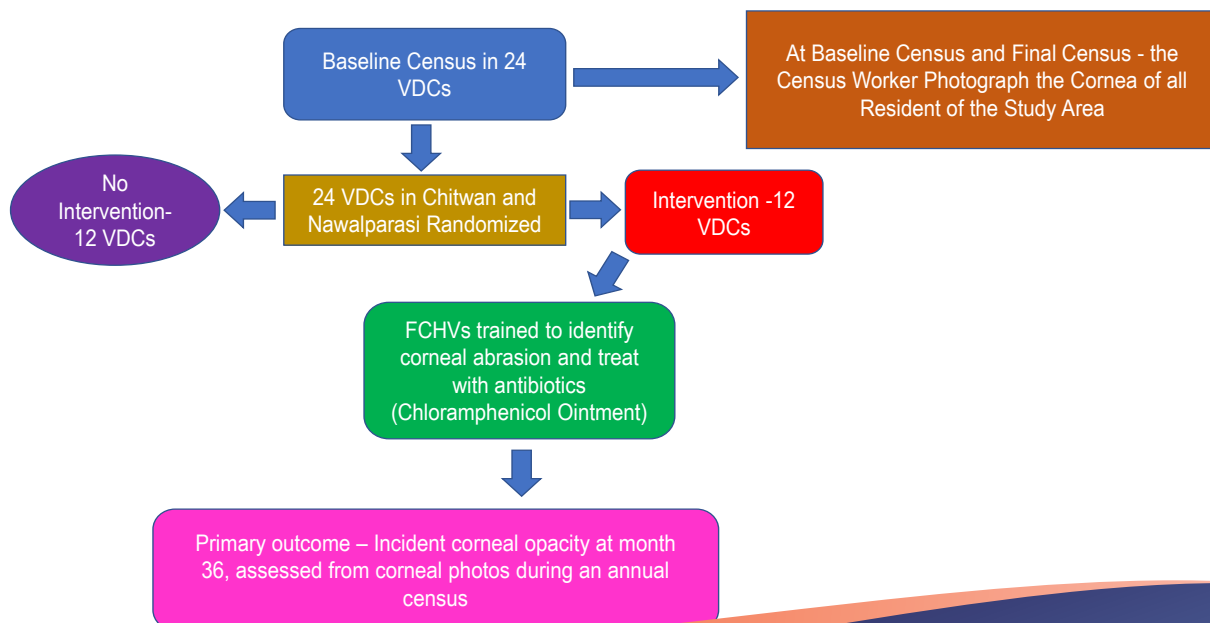 Baseline Census in 24
VDCs
At Baseline Census and Final Census - the
Census Worker Photograph the Cornea of all
Resident of the Study Area
No
Intervention-
12 VDCs
24 VDCs in Chitwan and
Nawalparasi Randomized
Intervention -12
VDCs
FCHVs trained to identify
corneal abrasion and treat
with antibiotics
(Chloramphenicol Ointment)
Primary outcome – Incident corneal opacity at month
36, assessed from corneal photos during an annual
census